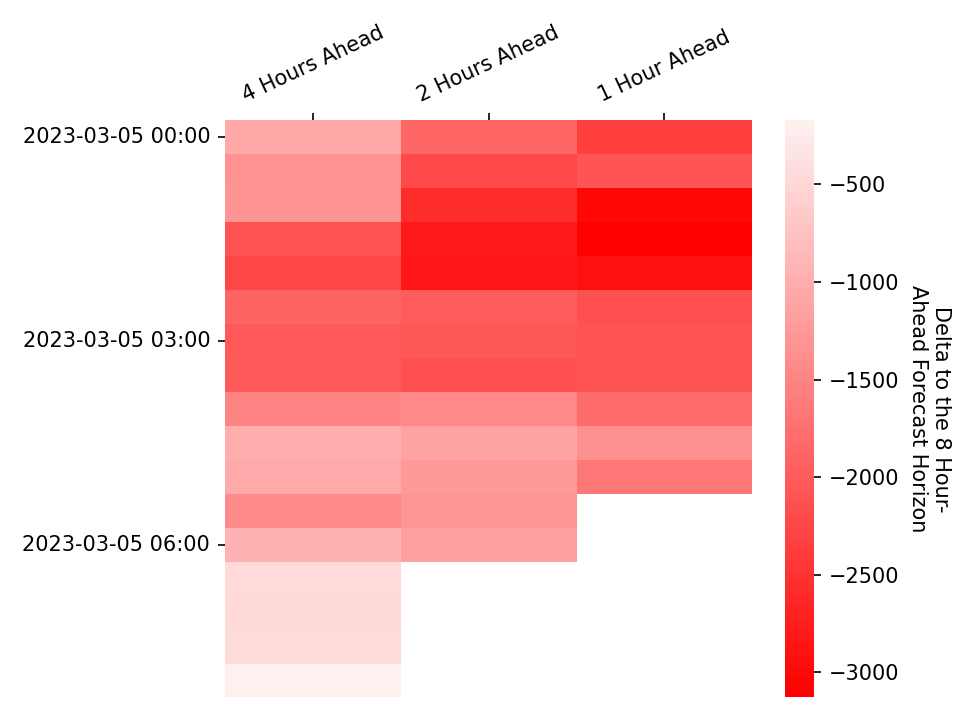 4 Hours Ahead
2 Hours Ahead
1 Hour Ahead
2023-03-05 00:00
2023-03-05 03:00
2023-03-05 06:00
−500
−1000
−1500
−2000
−2500
−3000
Delta to the 8 Hour-
Ahead Forecast Horizon